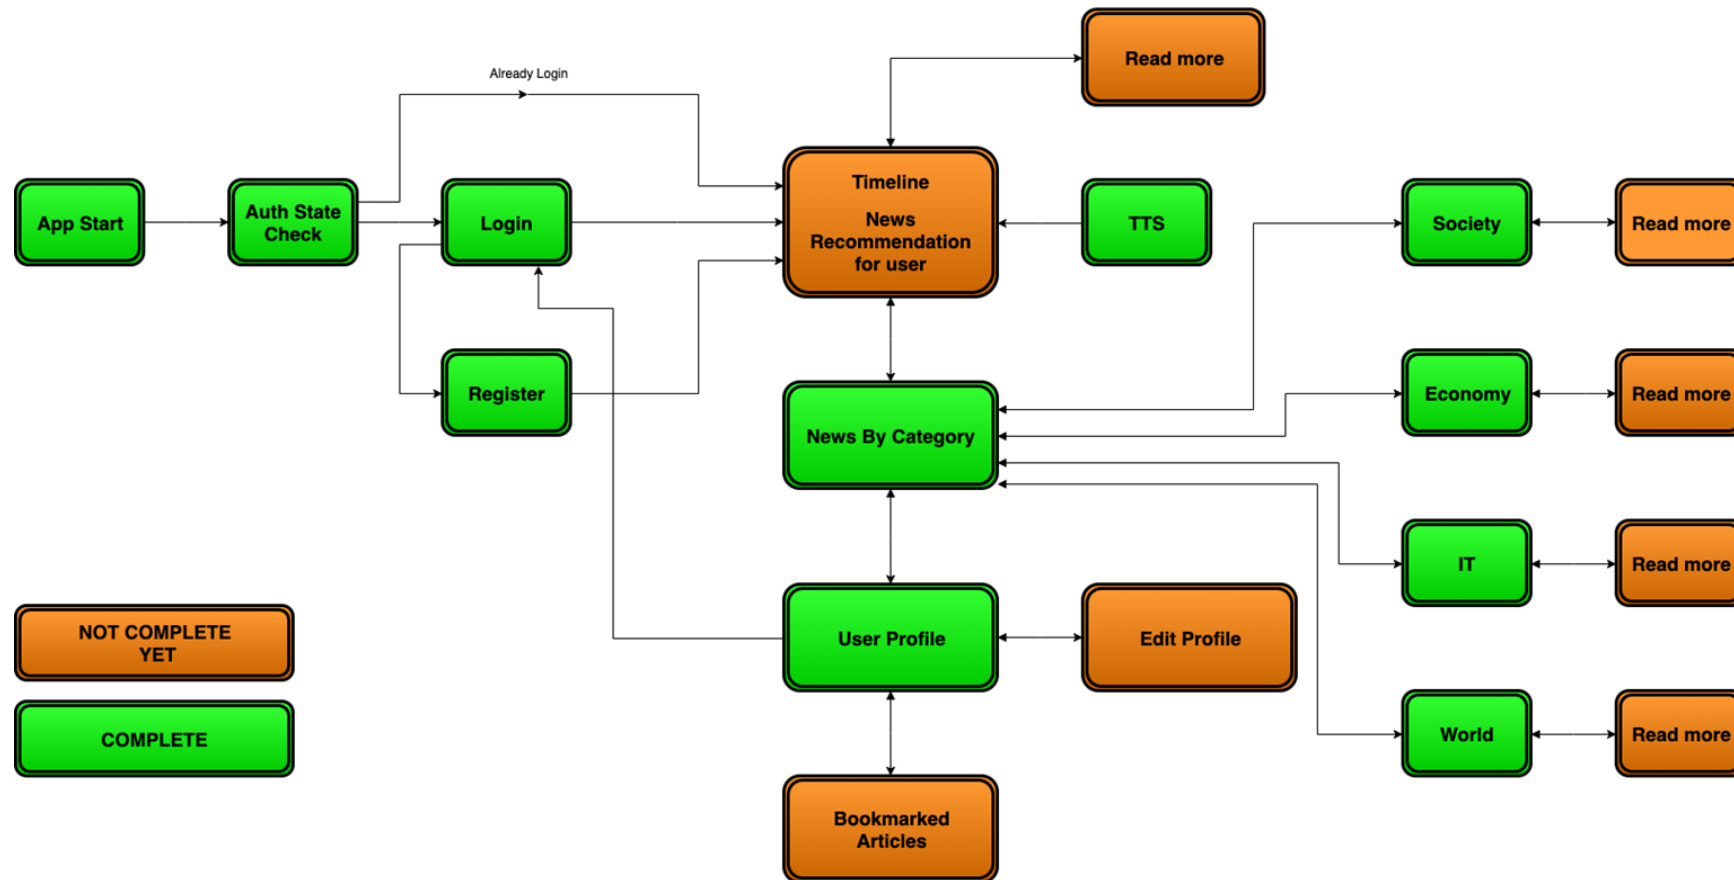 Read more
Already Login
App Start
Auth State
Check
Login
Timeline
News
Recommendation
for user
TTS
Society
Read more
Register
News By Category
Economy
Read more
IT
Read more
NOT COMPLETE
YET
User Profile
Edit Profile
COMPLETE
World
Read more
Bookmarked
Articles